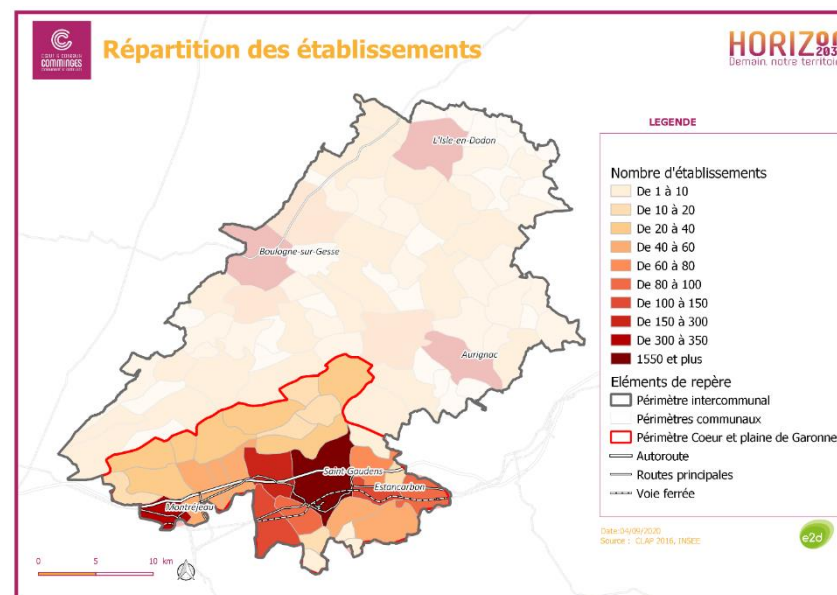 COMMINGES
Répartition des établissements
HORIZON
2030
Demain, notre territoire
LEGENDE
Nombre d'établissements
De 1 à 10
De 10 à 20
De 20 à 40
De 40 à 60
De 60 à 80
De 80 à 100
De 100 à 150
De 150 à 300
De 300 à 350
1550 et plus
Eléments de repère
Périmètre intercommunal
Périmètres communaux
Périmètre Coeur et plaine de Garonne
Autoroute
Routes principales
Voie ferrée
L'Isle-en-Dodon
Boulogne-sur-Gesse
Aurignac
Saint-Gaudens
Estancarbon
Montréjeau
0 5 10 km
Date:04/09/2020
Source : CLAP 2016, INSEE
e2d